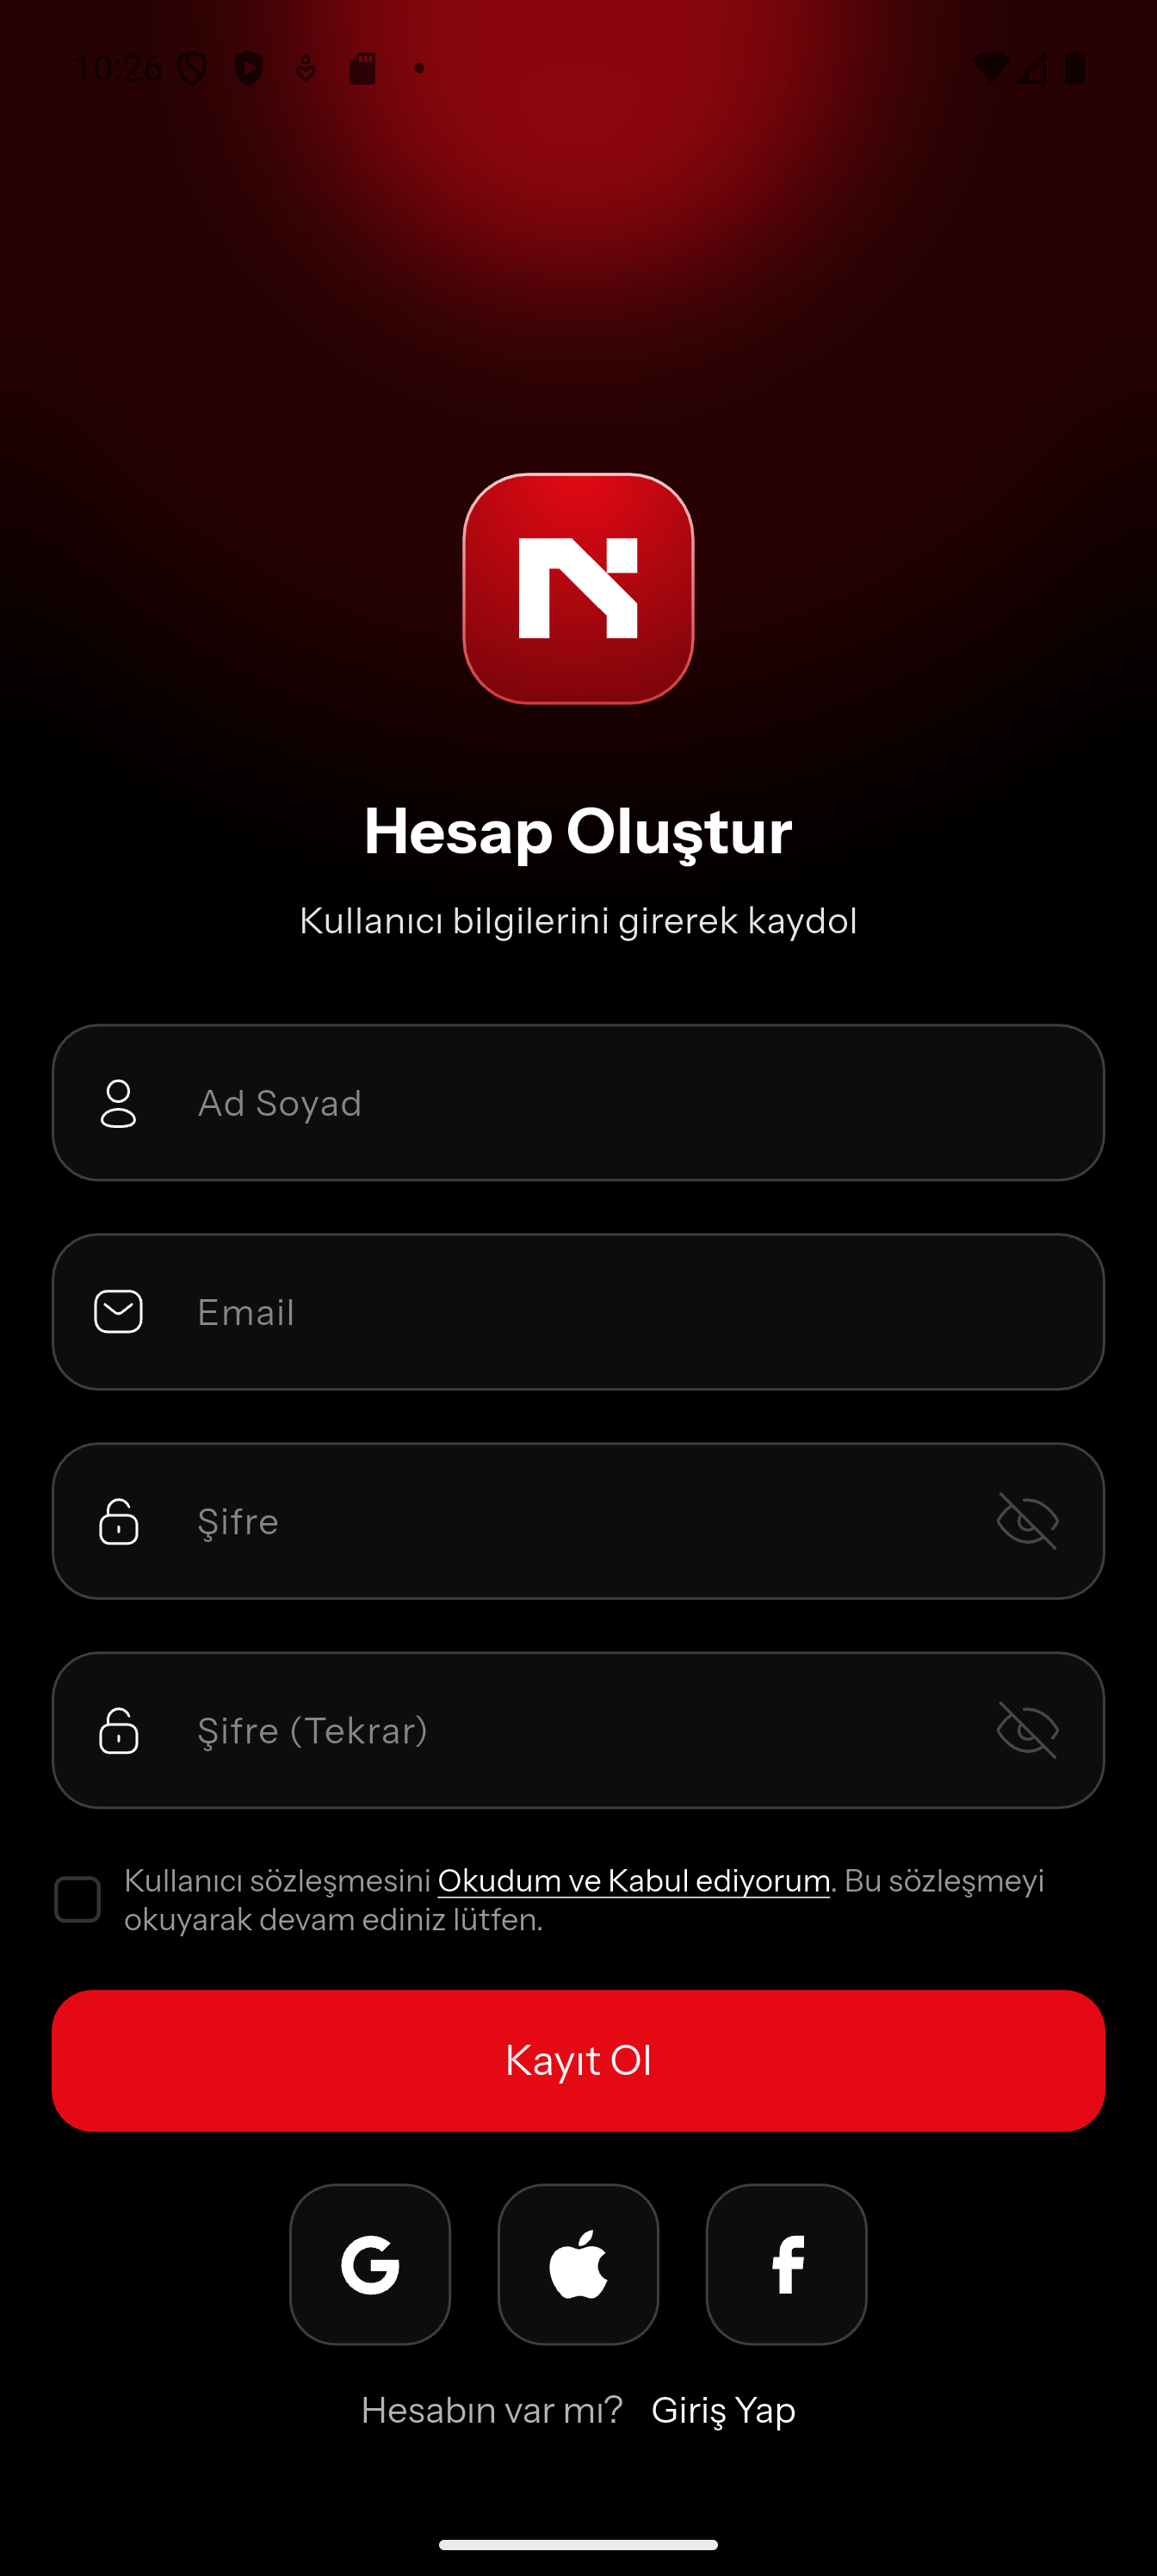 10:26
Hesap Oluştur
Kullanıcı bilgilerini girerek kaydol
Ad Soyad
Email
Şifre
Şifre (Tekrar)
Kullanıcı sözleşmesini Okudum ve Kabul ediyorum. Bu sözleşmeyi
okuyarak devam ediniz lütfen.
Kayıt Ol
Hesabın var mı? Giriş Yap